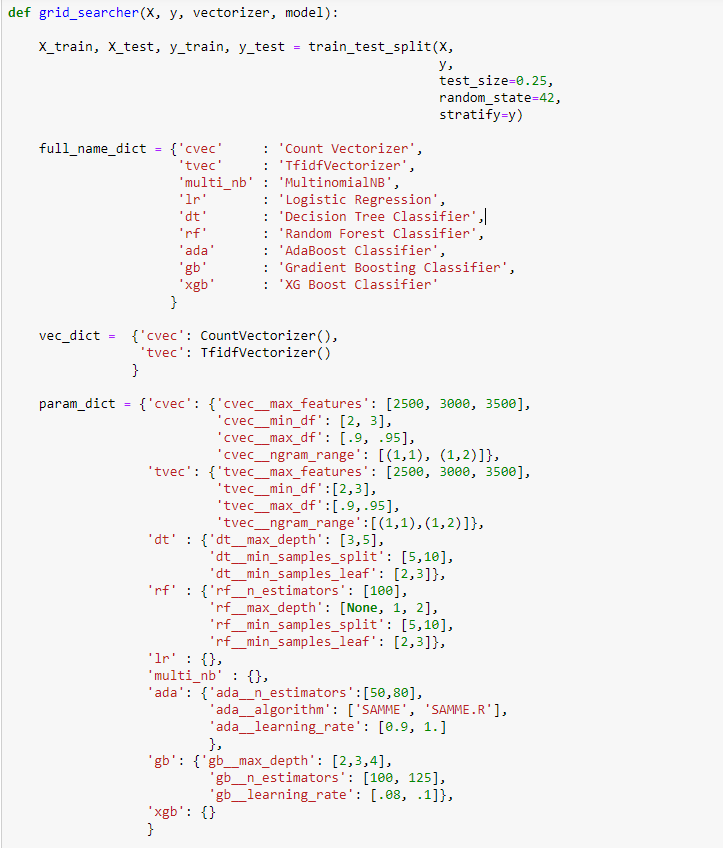 def grid_searcher(X, y, vectorizer, model):
X_train, X_test, y_train, y_test = train_test_split(X,
y,
test_size=0.25,
random_state=42,
stratify=y)
full_name_dict = {'cvec' : 'Count Vectorizer',
'tvec' : 'TfidfVectorizer',
'multi_nb' : 'MultinomialNB',
'lr' : 'Logistic Regression',
'dt' : 'Decision Tree Classifier',
'rf' : 'Random Forest Classifier',
'ada' : 'AdaBoost Classifier',
'gb' : 'Gradient Boosting Classifier',
'xgb' : 'XG Boost Classifier'
}
vec_dict = {'cvec': CountVectorizer(),
'tvec': TfidfVectorizer()
}
param_dict = {'cvec': {'cvec__max_features': [2500, 3000, 3500],
'cvec__min_df': [2, 3],
'cvec__max_df': [.9, .95],
'cvec__ngram_range': [(1,1), (1,2)]},
'tvec': {'tvec__max_features': [2500, 3000, 3500],
'tvec__min_df':[2,3],
'tvec__max_df':[.9,.95],
'tvec__ngram_range':[(1,1),(1,2)]},
'dt' : {'dt__max_depth': [3,5],
'dt__min_samples_split': [5,10],
'dt__min_samples_leaf': [2,3]},
'rf' : {'rf__n_estimators': [100],
'rf__max_depth': [None, 1, 2],
'rf__min_samples_split': [5,10],
'rf__min_samples_leaf': [2,3]},
'lr' : {},
'multi_nb' : {},
'ada': {'ada__n_estimators':[50,80],
'ada__algorithm': ['SAMME', 'SAMME.R'],
'ada__learning_rate': [0.9, 1.]
},
'gb': {'gb__max_depth': [2,3,4],
'gb__n_estimators': [100, 125],
'gb__learning_rate': [.08, .1]},
'xgb': {}
}